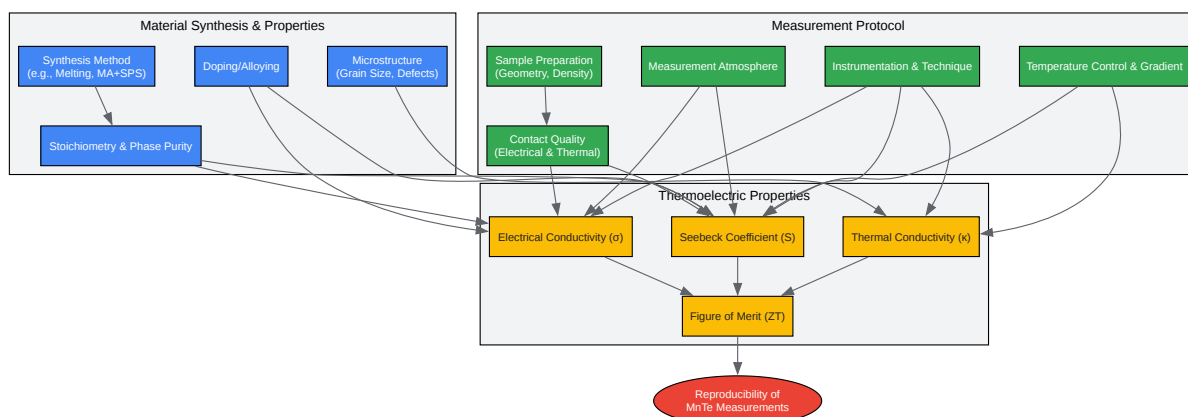 Material Synthesis & Properties
Synthesis Method
(e.g., Melting, MA+SPS)
Doping/Alloying
Microstructure
(Grain Size, Defects)
Stoichiometry & Phase Purity
Measurement Protocol
Sample Preparation
(Geometry, Density)
Measurement Atmosphere
Instrumentation & Technique
Temperature Control & Gradient
Contact Quality
(Electrical & Thermal)
Thermoelectric Properties
Electrical Conductivity (σ)
Seebeck Coefficient (S)
Thermal Conductivity (κ)
Figure of Merit (ZT)
Reproducibility of
MnTe Measurements